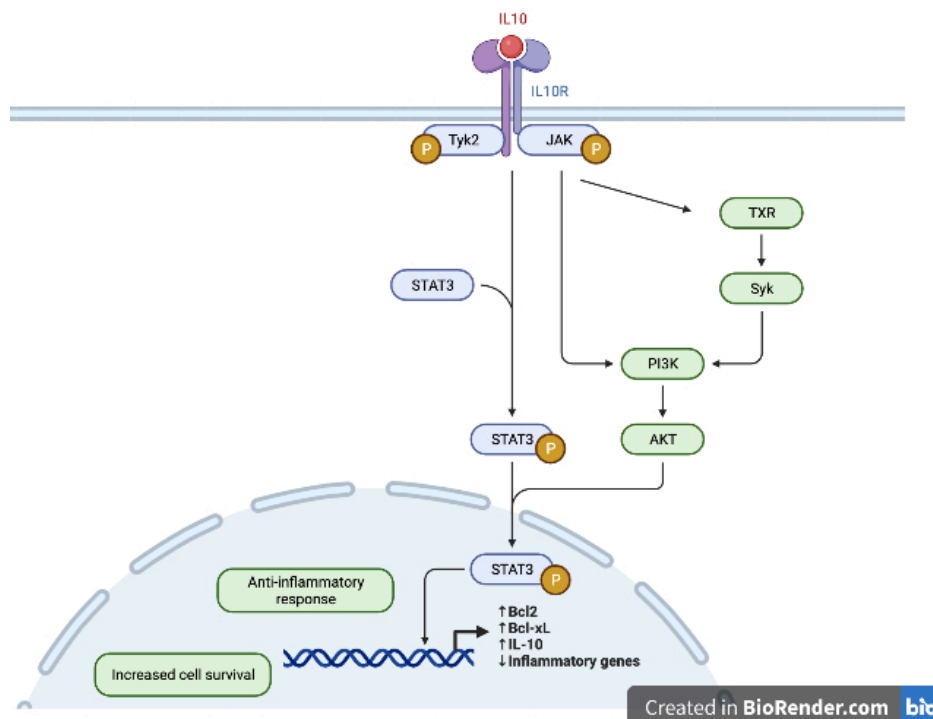 IL10
IL10R
Tyk2
P
JAK
P
TXR
STAT3
Syk
PI3K
STAT3
P
AKT
STAT3
P
Anti-inflammatory
response
↑Bcl2
↑Bcl-xL
↑IL-10
↓Inflammatory genes
Increased cell survival
Created in BioRender.com
bio